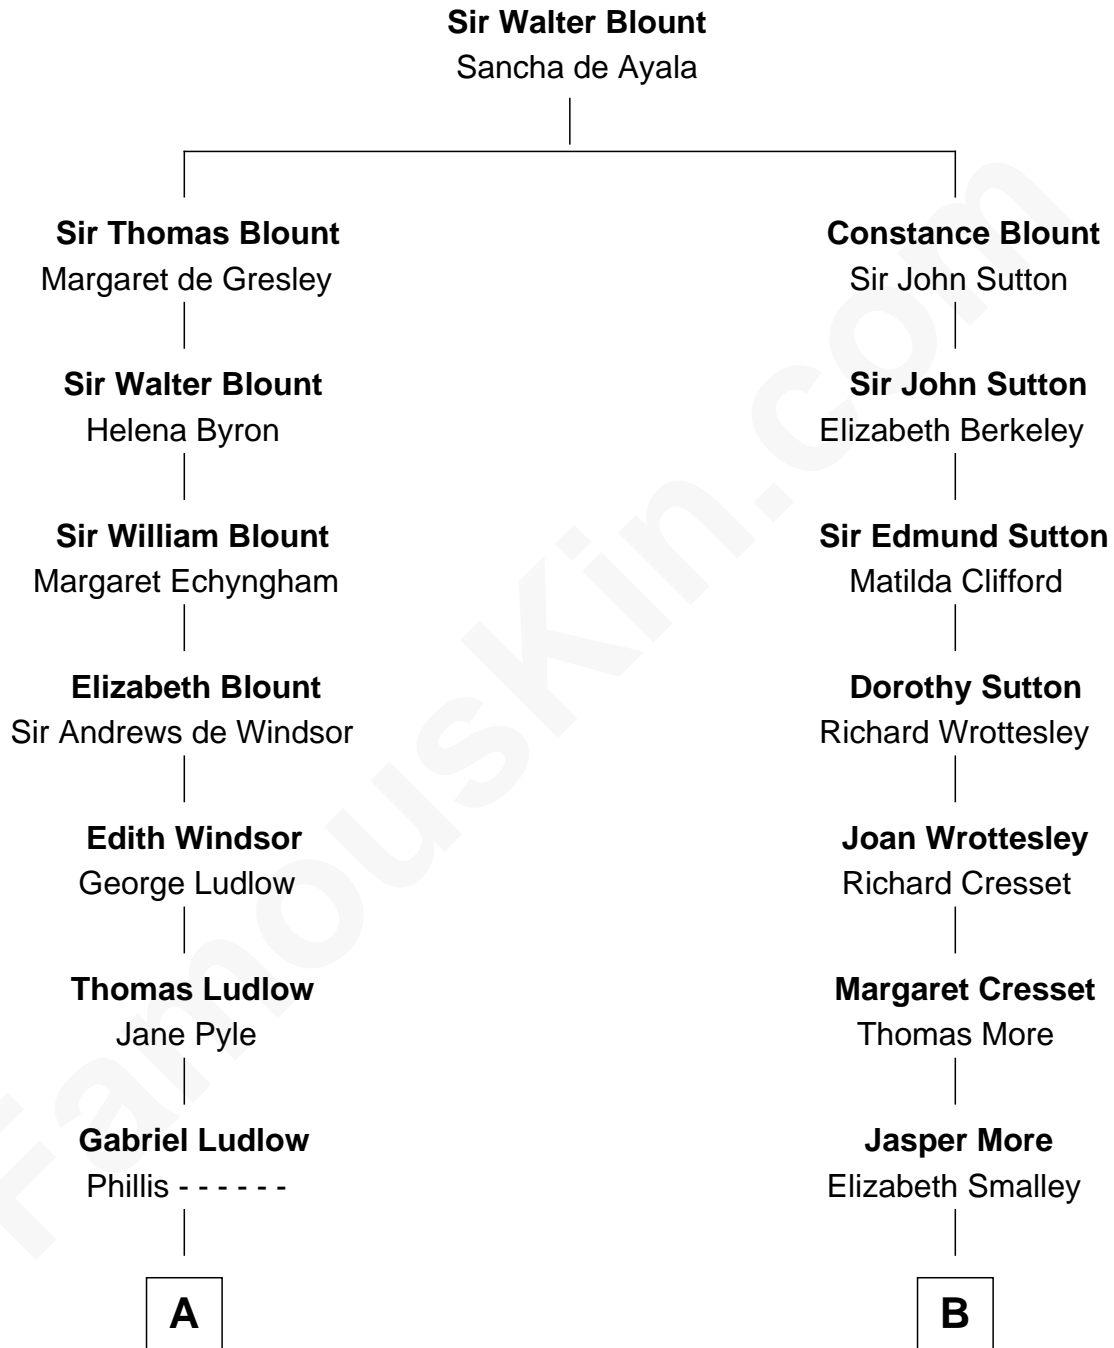 Sir Walter Blount
Sancha de Ayala
Sir Thomas Blount
Margaret de Gresley
Constance Blount
Sir John Sutton
Sir Walter Blount
Helena Byron
Sir John Sutton
Elizabeth Berkeley
Sir William Blount
Margaret Echyngham
Sir Edmund Sutton
Matilda Clifford
Elizabeth Blount
Sir Andrews de Windsor
Dorothy Sutton
Richard Wrottesley
Edith Windsor
George Ludlow
Joan Wrottesley
Richard Cresset
Thomas Ludlow
Jane Pyle
Margaret Cresset
Thomas More
Gabriel Ludlow
Phillis - - - - - -
Jasper More
Elizabeth Smalley
A
B
FamousKin.com